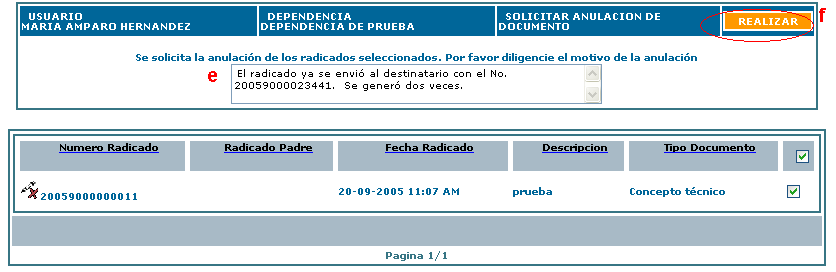 USUARIO DEPENDENCIA SOLICITAR ANULACION DE REALIZAR f
MARIA AMPARO HERNANDEZ DEPENDENCIA DE PRUEBA DOCUMENTO
Se solicita la anulación de los radicados seleccionados. Por favor diligencie el motivo de la anulación
e El radicado ya se envió al destinatario con el No.
20059000023441. Se generó dos veces.
Numero Radicado Radicado Padre Fecha Radicado Descripcion Tipo Documento
20059000000011 20-09-2005 11:07 AM prueba Concepto técnico
Pagina 1/1